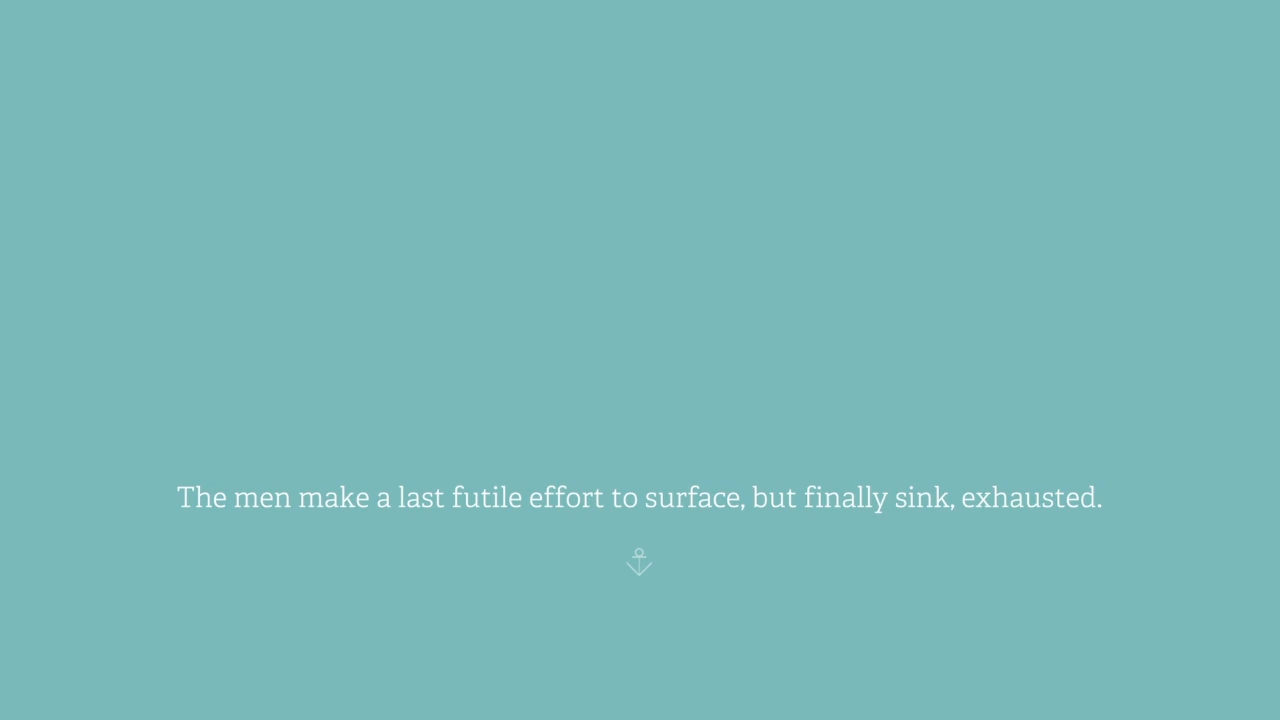 The men make a last futile effort to surface, but finally sink, exhausted.